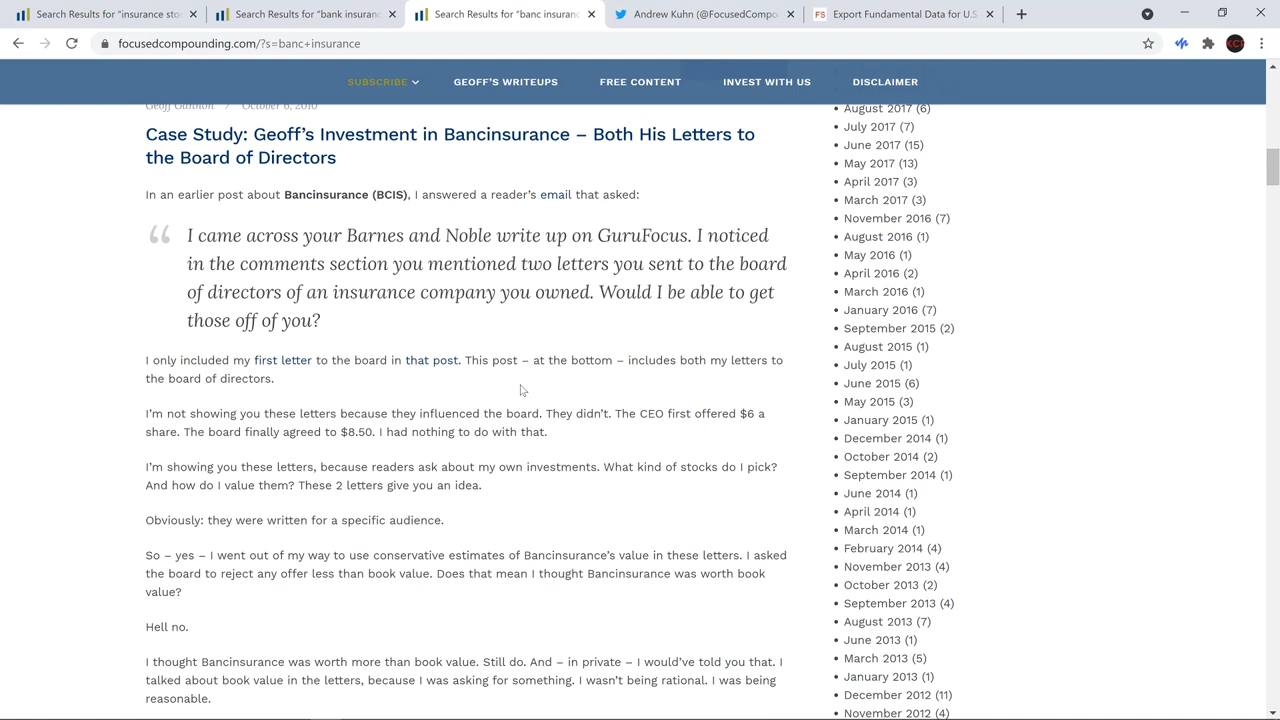 Search Results for "insurance sto
Search Results for "bank insuran
Search Results for "banc insuran
Andrew Kuhn (@FocusedCompo
Export Fundamental Data for U.S
focusedcompounding.com/?s=banc+insurance
SUBSCRIBE
GEOFF'S WRITEUPS
FREE CONTENT
INVEST WITH US
DISCLAIMER
Geoff Gannon / October 6, 2010
Case Study: Geoff's Investment in Bancinsurance – Both His Letters to
the Board of Directors
In an earlier post about Bancinsurance (BCIS), I answered a reader's email that asked:
“
I came across your Barnes and Noble write up on GuruFocus. I noticed
in the comments section you mentioned two letters you sent to the board
of directors of an insurance company you owned. Would I be able to get
those off of you?
I only included my first letter to the board in that post. This post – at the bottom – includes both my letters to
the board of directors.
I'm not showing you these letters because they influenced the board. They didn't. The CEO first offered $6 a
share. The board finally agreed to $8.50. I had nothing to do with that.
I'm showing you these letters, because readers ask about my own investments. What kind of stocks do I pick?
And how do I value them? These 2 letters give you an idea.
Obviously: they were written for a specific audience.
So – yes – I went out of my way to use conservative estimates of Bancinsurance's value in these letters. I asked
the board to reject any offer less than book value. Does that mean I thought Bancinsurance was worth book
value?
Hell no.
I thought Bancinsurance was worth more than book value. Still do. And – in private – I would've told you that. I
talked about book value in the letters, because I was asking for something. I wasn't being rational. I was being
reasonable.
• August 2017 (6)
• July 2017 (7)
• June 2017 (15)
• May 2017 (13)
• April 2017 (3)
• March 2017 (3)
• November 2016 (7)
• August 2016 (1)
• May 2016 (1)
• April 2016 (2)
• March 2016 (1)
• January 2016 (7)
• September 2015 (2)
• August 2015 (1)
• July 2015 (1)
• June 2015 (6)
• May 2015 (3)
• January 2015 (1)
• December 2014 (1)
• October 2014 (2)
• September 2014 (1)
• June 2014 (1)
• April 2014 (1)
• March 2014 (1)
• February 2014 (4)
• November 2013 (4)
• October 2013 (2)
• September 2013 (4)
• August 2013 (7)
• June 2013 (1)
• March 2013 (5)
• January 2013 (1)
• December 2012 (11)
• November 2012 (4)